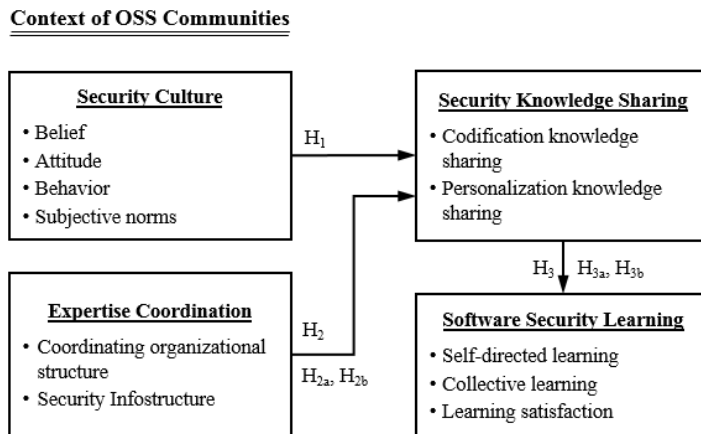 Context of OSS Communities
Security Culture
• Belief
• Attitude
• Behavior
• Subjective norms
H₁
Security Knowledge Sharing
• Codification knowledge
sharing
• Personalization knowledge
sharing
Expertise Coordination
• Coordinating organizational
structure
• Security Infostructure
H₂
H₂ₐ, H₂b
H₃ H₃ₐ, H₃b
Software Security Learning
• Self-directed learning
• Collective learning
• Learning satisfaction